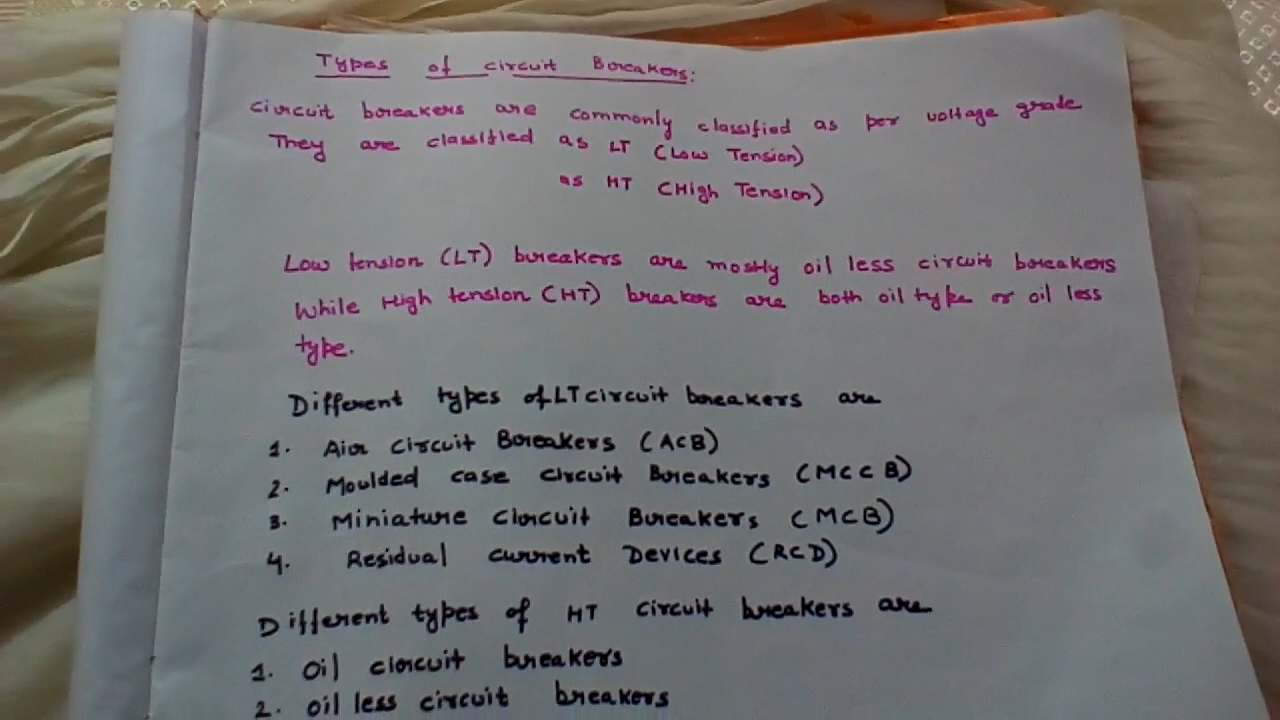 Types of circuit Breakers:
circuit breakers are commonly classified as per voltage grade
They are classified as LT (Low Tension)
as HT (High Tension)
Low tension (LT) breakers are mostly oil less circuit breakers
While High tension (HT) breakers are both oil type or oil less
type.
Different types of LT circuit breakers are
1. Air circuit Breakers (ACB)
2. Moulded case circuit Breakers (MCCB)
3. Miniature circuit Breakers (MCB)
4. Residual current Devices (RCD)
Different types of HT circuit breakers are
1. oil circuit breakers
2. oil less circuit breakers